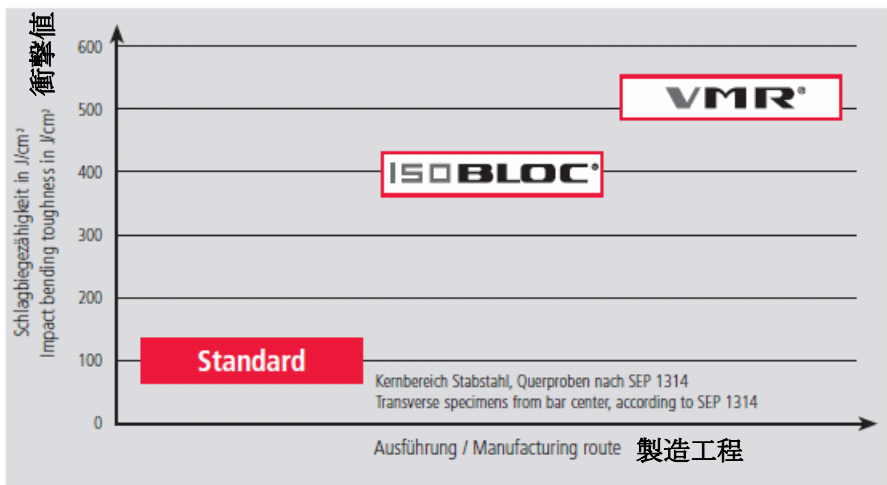 衝撃値
Schlagbiegezähigkeit in J/cm²
Impact bending toughness in J/cm²
600
500
400
300
200
100
0
VMR®
ISOBLOC®
Standard
Kernbereich Stabstahl, Querproben nach SEP 1314
Transverse specimens from bar center, according to SEP 1314
Ausführung / Manufacturing route 製造工程